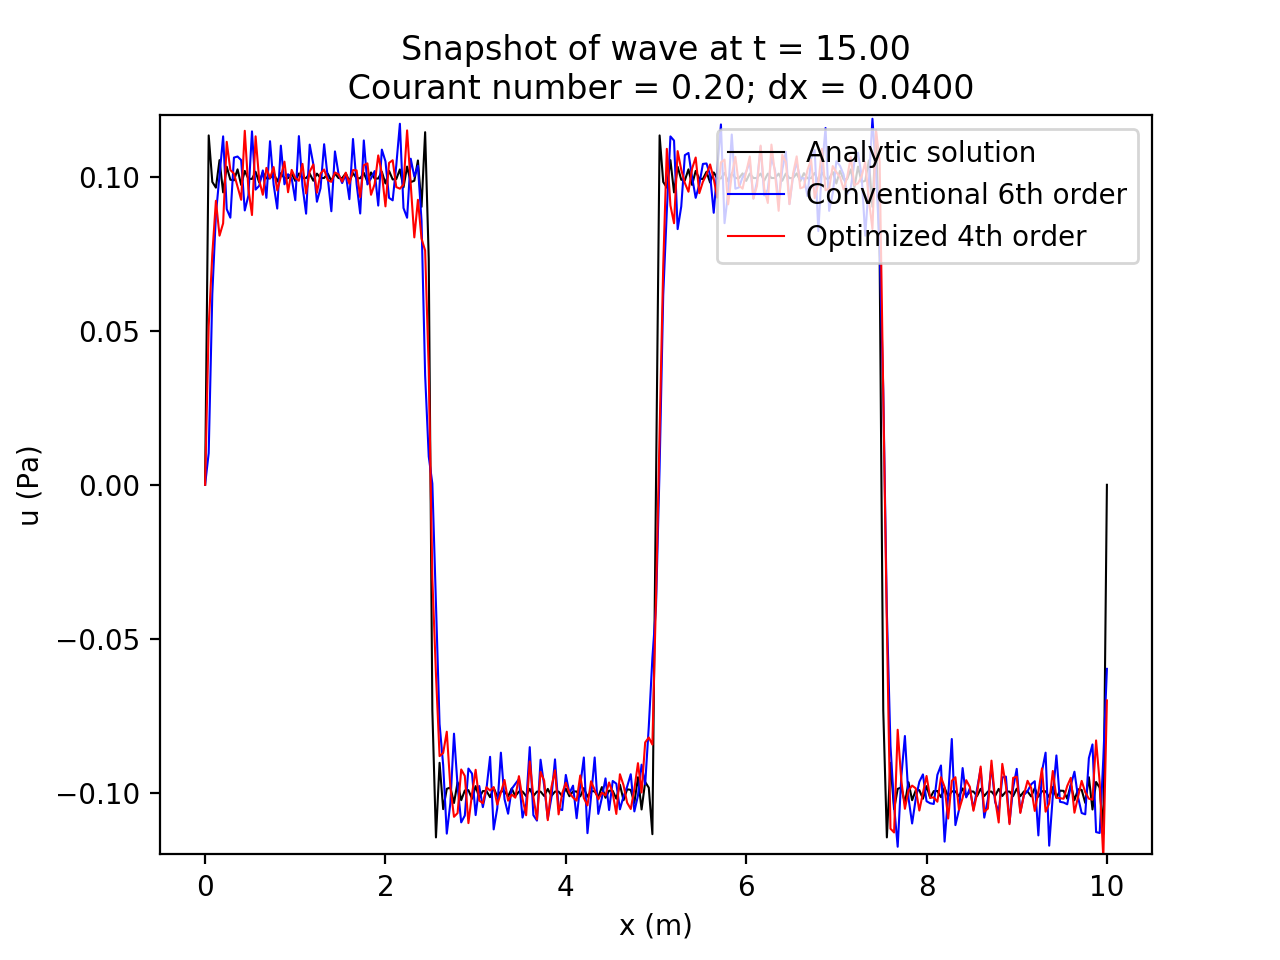 Snapshot of wave at t = 15.00
Courant number = 0.20; dx = 0.0400
Analytic solution
Conventional 6th order
Optimized 4th order
0.10
0.05
0.00
−0.05
−0.10
u (Pa)
0 2 4 6 8 10
x (m)